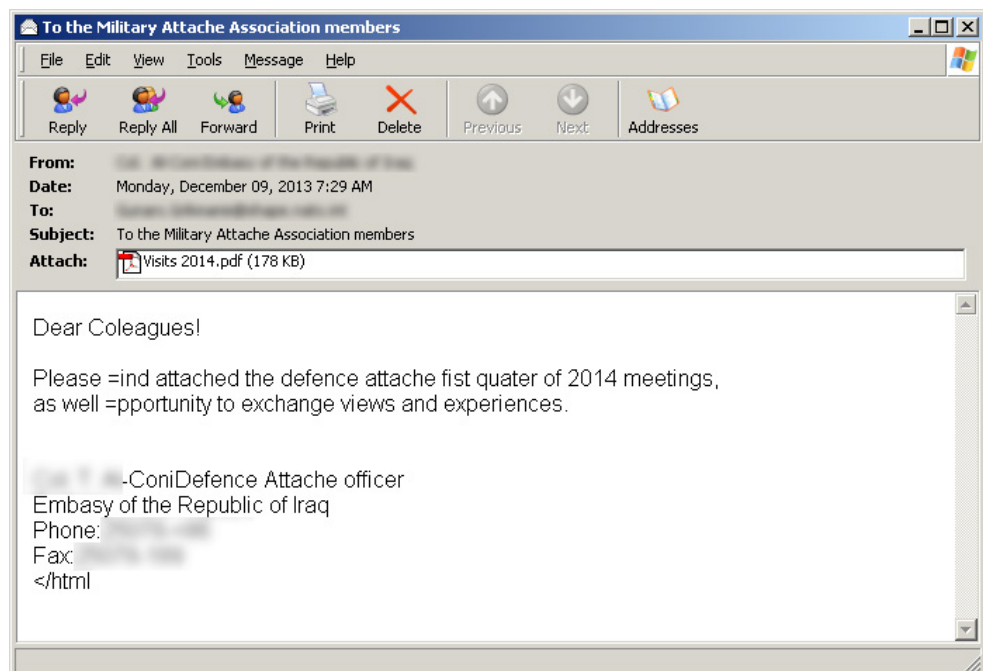 To the Military Attache Association members
File Edit View Tools Message Help
Reply Reply All Forward Print Delete Previous Next Addresses
From:
Date: Monday, December 09, 2013 7:29 AM
To:
Subject: To the Military Attache Association members
Attach: Visits 2014.pdf (178 KB)
Dear Coleagues!
Please =ind attached the defence attache fist quater of 2014 meetings,
as well =pportunity to exchange views and experiences.
-ConiDefence Attache officer
Embasy of the Republic of Iraq
Phone:
Fax:
</html